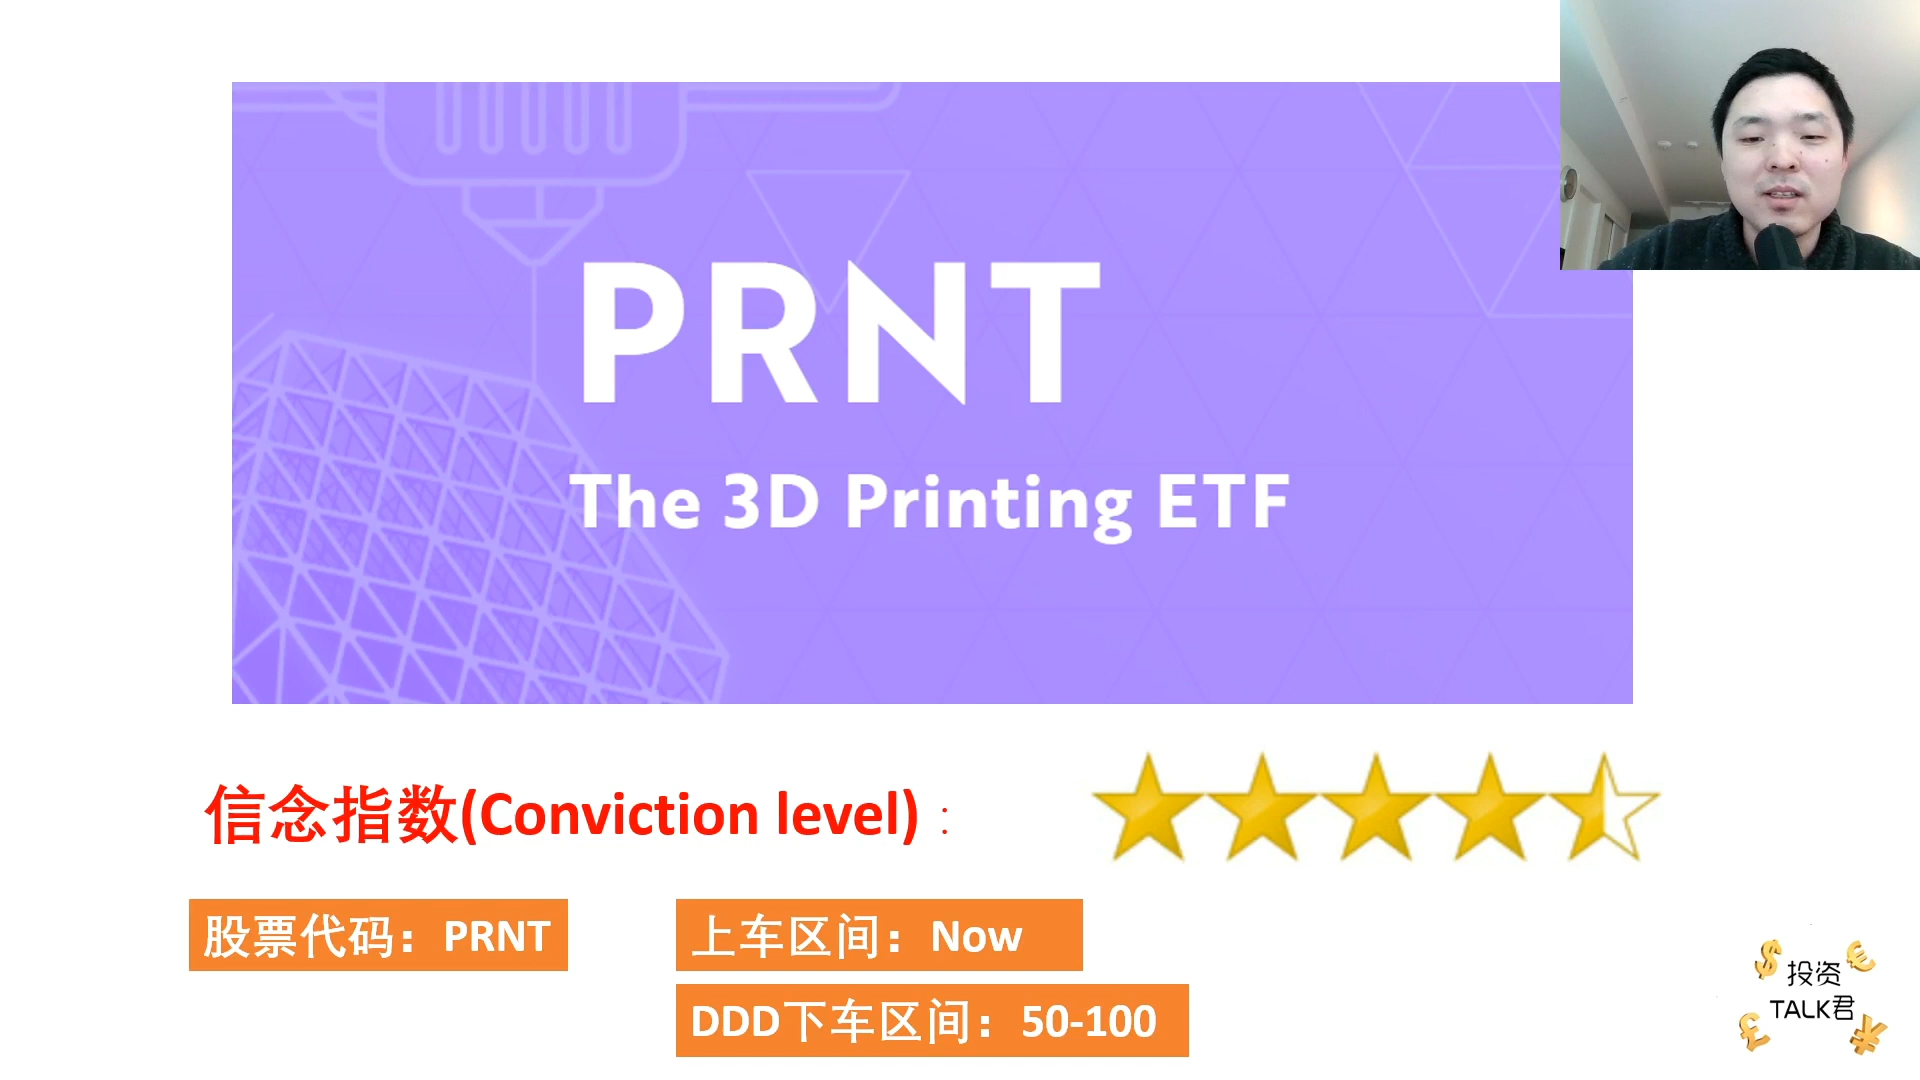 PRNT
The 3D Printing ETF
信念指数(Conviction level)：
股票代码：PRNT
上车区间：Now
DDD下车区间：50-100
$ 投资 €
TALK君
£ ¥